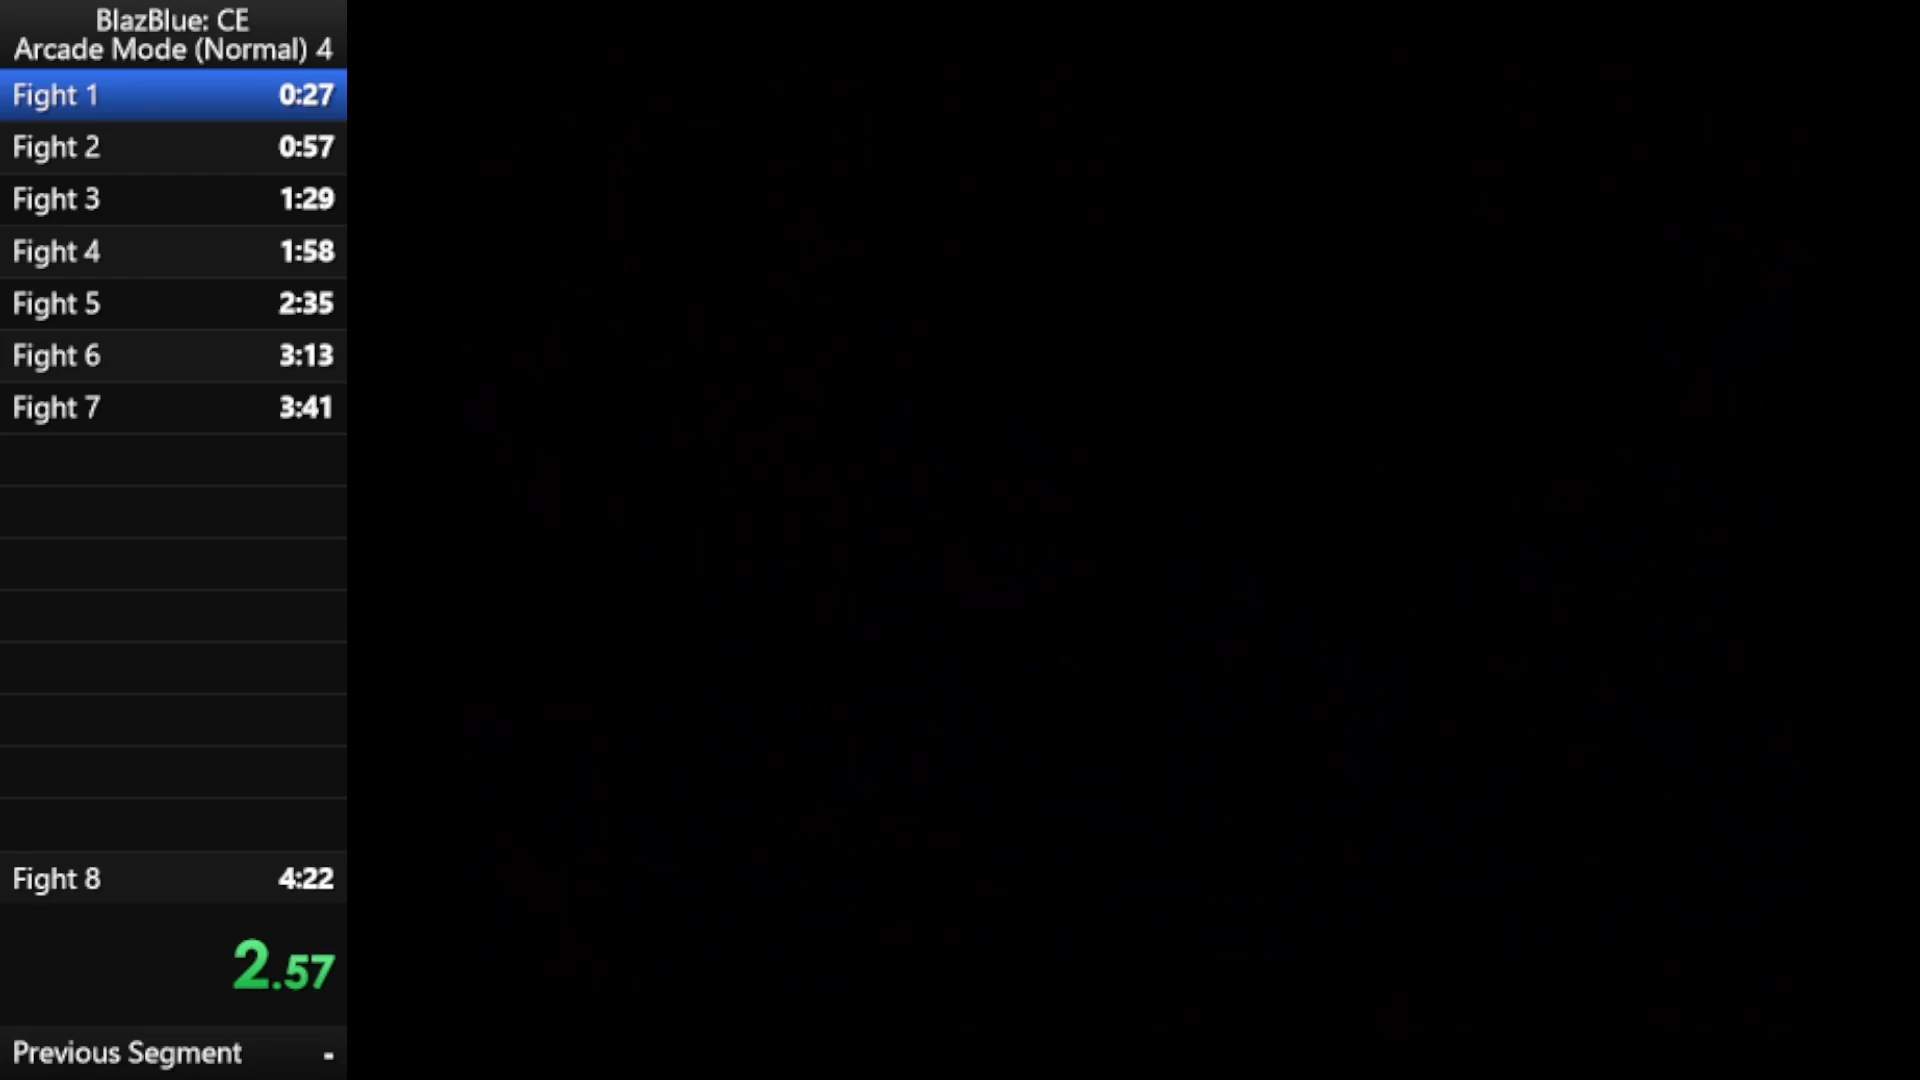 BlazBlue: CE
Arcade Mode (Normal) 4
Fight 1 0:27
Fight 2 0:57
Fight 3 1:29
Fight 4 1:58
Fight 5 2:35
Fight 6 3:13
Fight 7 3:41
Fight 8 4:22
2.57
Previous Segment -